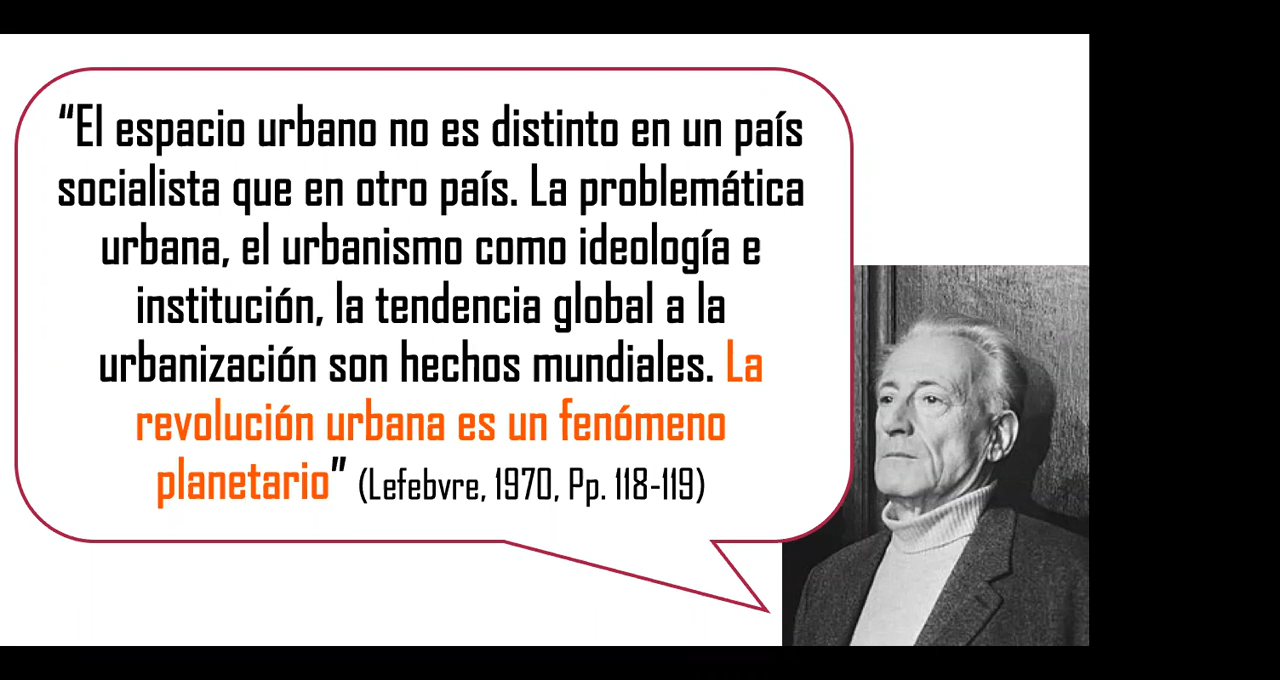 “El espacio urbano no es distinto en un país
socialista que en otro país. La problemática
urbana, el urbanismo como ideología e
institución, la tendencia global a la
urbanización son hechos mundiales. La
revolución urbana es un fenómeno
planetario” (Lefebvre, 1970, Pp. 118-119)